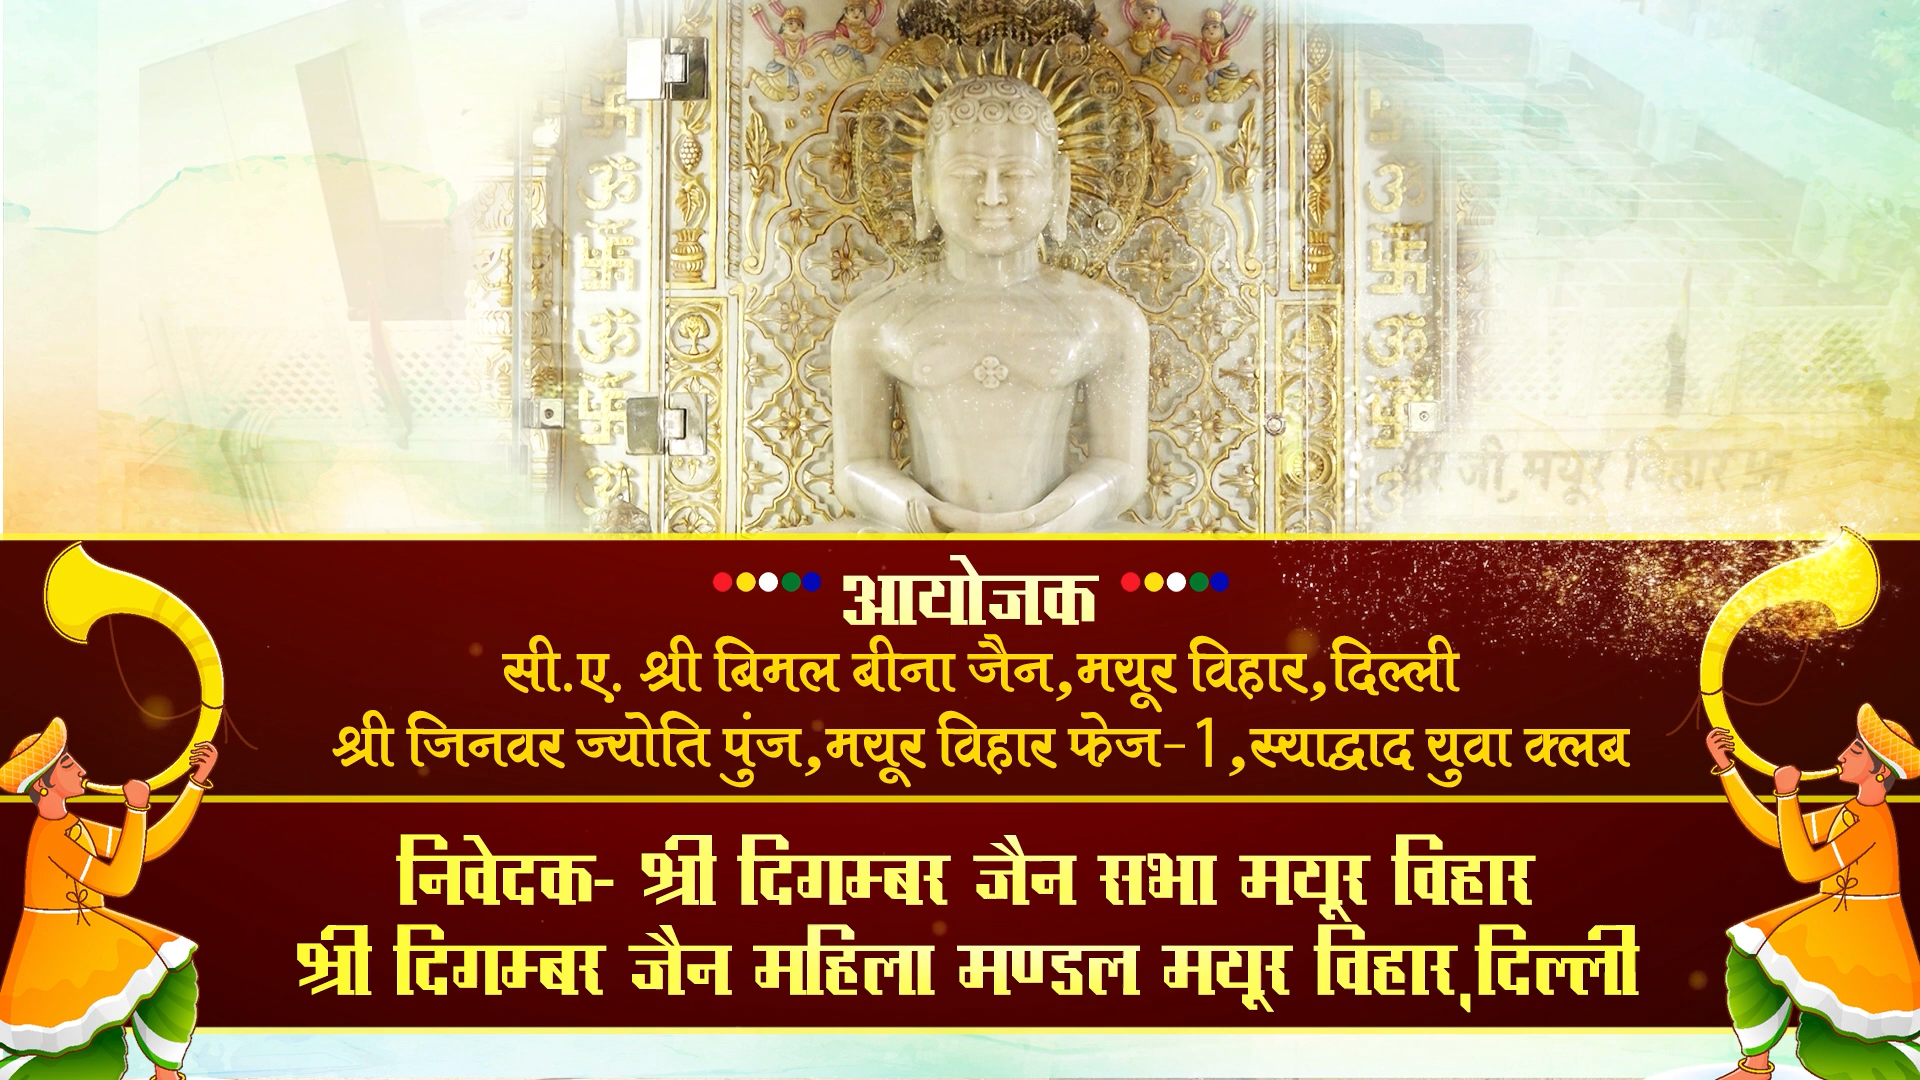 जी, मयूर विहार
आयोजक
सी.ए. श्री बिमल बीना जैन,मयूर विहार,दिल्ली
श्री जिनवर ज्योति पुंज,मयूर विहार फेज-1,स्याद्वाद युवा क्लब
निवेदक- श्री दिगम्बर जैन सभा मयूर विहार
श्री दिगम्बर जैन महिला मण्डल मयूर विहार,दिल्ली